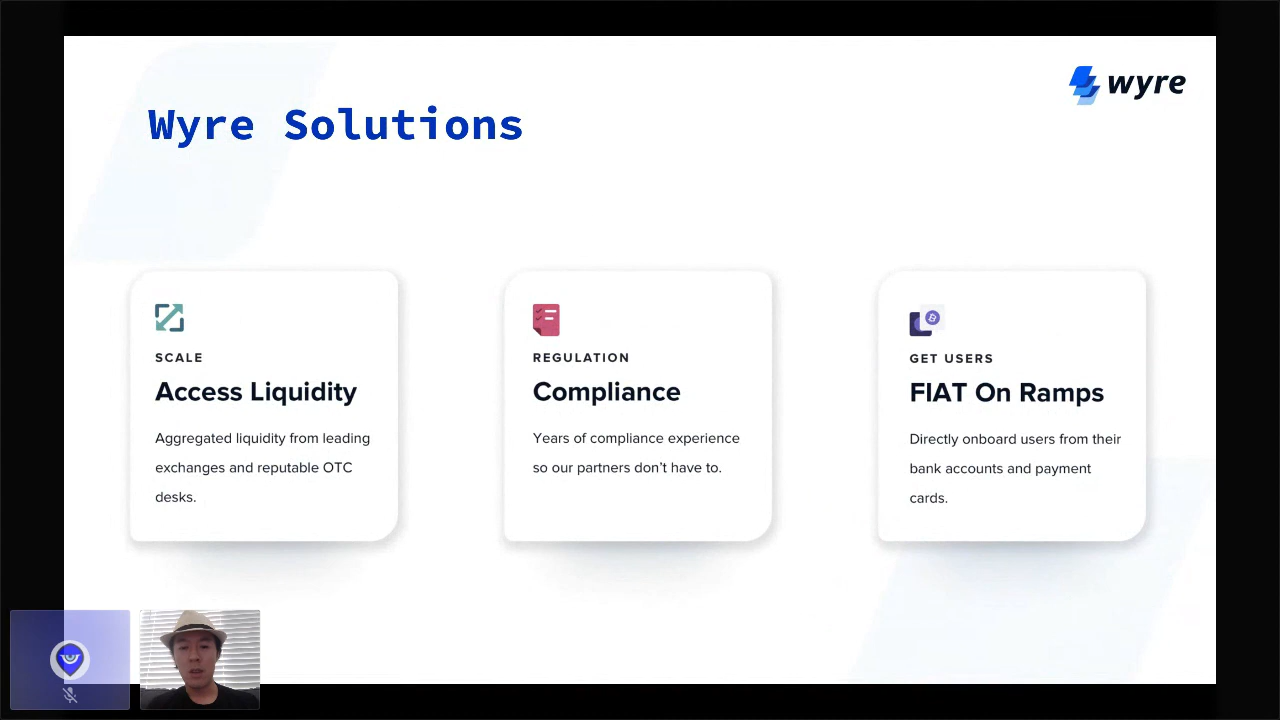 wyre
Wyre Solutions
SCALE
Access Liquidity
Aggregated liquidity from leading
exchanges and reputable OTC
desks.
REGULATION
Compliance
Years of compliance experience
so our partners don’t have to.
GET USERS
FIAT On Ramps
Directly onboard users from their
bank accounts and payment
cards.